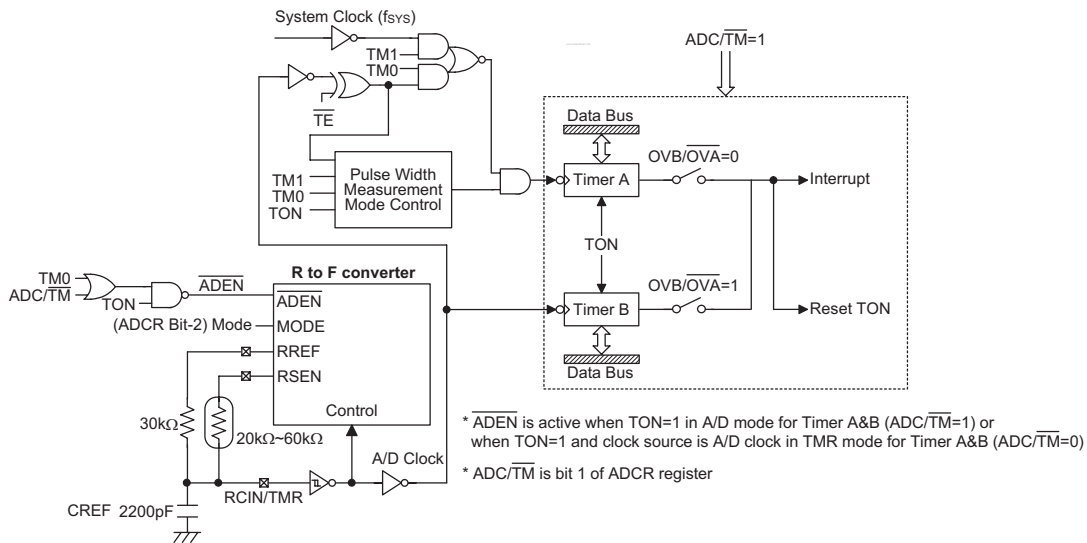 System Clock (fSYS)
TM1
TM0
TE
ADC/TM=1
Data Bus
OVB/OVA=0
Timer A
Interrupt
Pulse Width
Measurement
Mode Control
TM1
TM0
TON
TON
R to F converter
TM0
ADC/TM
TON
ADEN
ADEN
OVB/OVA=1
Timer B
Reset TON
(ADCR Bit-2) Mode
MODE
RREF
Data Bus
RSEN
Control
30kΩ
20kΩ~60kΩ
A/D Clock
RCIN/TMR
CREF 2200pF
* ADEN is active when TON=1 in A/D mode for Timer A&B (ADC/TM=1) or
when TON=1 and clock source is A/D clock in TMR mode for Timer A&B (ADC/TM=0)
* ADC/TM is bit 1 of ADCR register